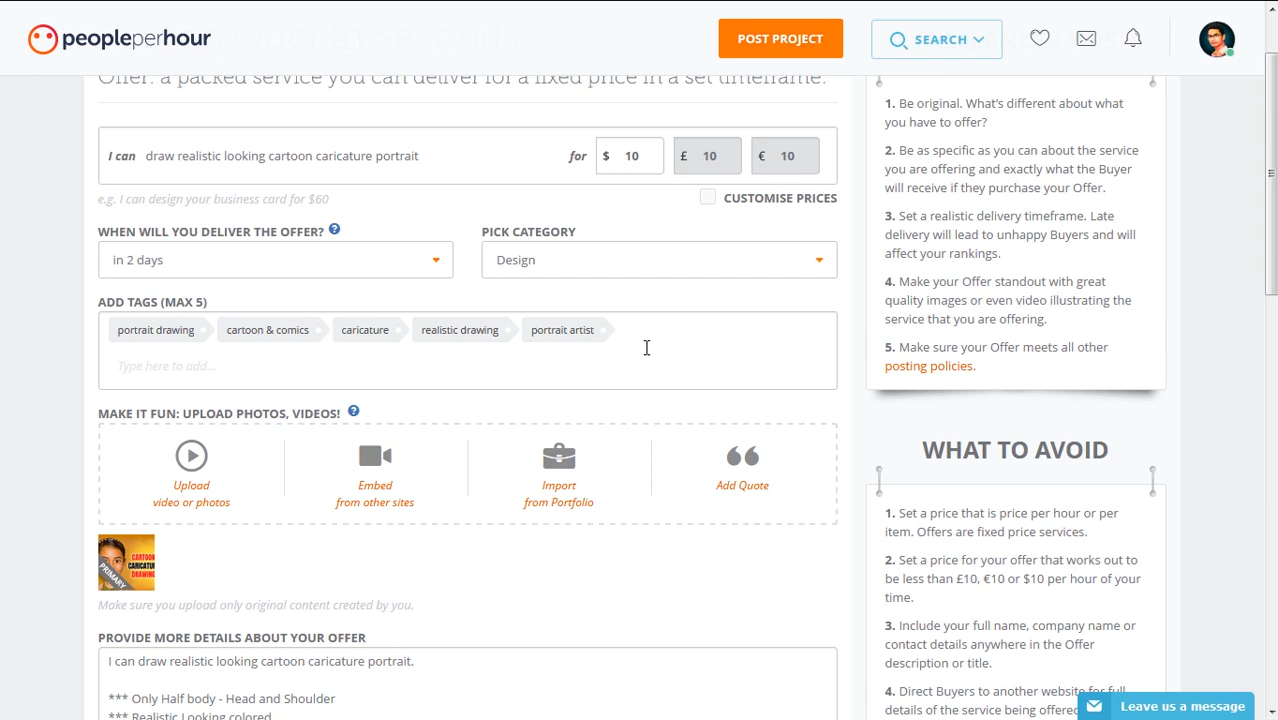 peopleperhour
POST PROJECT
SEARCH
Offer: a packed service you can deliver for a fixed price in a set timeframe.
I can draw realistic looking cartoon caricature portrait for $ 10 £ 10 € 10
e.g. I can design your business card for $60
CUSTOMISE PRICES
WHEN WILL YOU DELIVER THE OFFER? ?
PICK CATEGORY
in 2 days
Design
ADD TAGS (MAX 5)
portrait drawing cartoon & comics caricature realistic drawing portrait artist
Type here to add...
MAKE IT FUN: UPLOAD PHOTOS, VIDEOS! ?
Upload
video or photos
Embed
from other sites
Import
from Portfolio
Add Quote
PRIMARY
CARTOON
CARICATURE
DRAWING
Make sure you upload only original content created by you.
PROVIDE MORE DETAILS ABOUT YOUR OFFER
I can draw realistic looking cartoon caricature portrait.
*** Only Half body - Head and Shoulder
*** Realistic Looking colored
1. Be original. What's different about what
you have to offer?
2. Be as specific as you can about the service
you are offering and exactly what the Buyer
will receive if they purchase your Offer.
3. Set a realistic delivery timeframe. Late
delivery will lead to unhappy Buyers and will
affect your rankings.
4. Make your Offer standout with great
quality images or even video illustrating the
service that you are offering.
5. Make sure your Offer meets all other
posting policies.
WHAT TO AVOID
1. Set a price that is price per hour or per
item. Offers are fixed price services.
2. Set a price for your offer that works out to
be less than £10, €10 or $10 per hour of your
time.
3. Include your full name, company name or
contact details anywhere in the Offer
description or title.
4. Direct Buyers to another website for full
details of the service being offered
Leave us a message